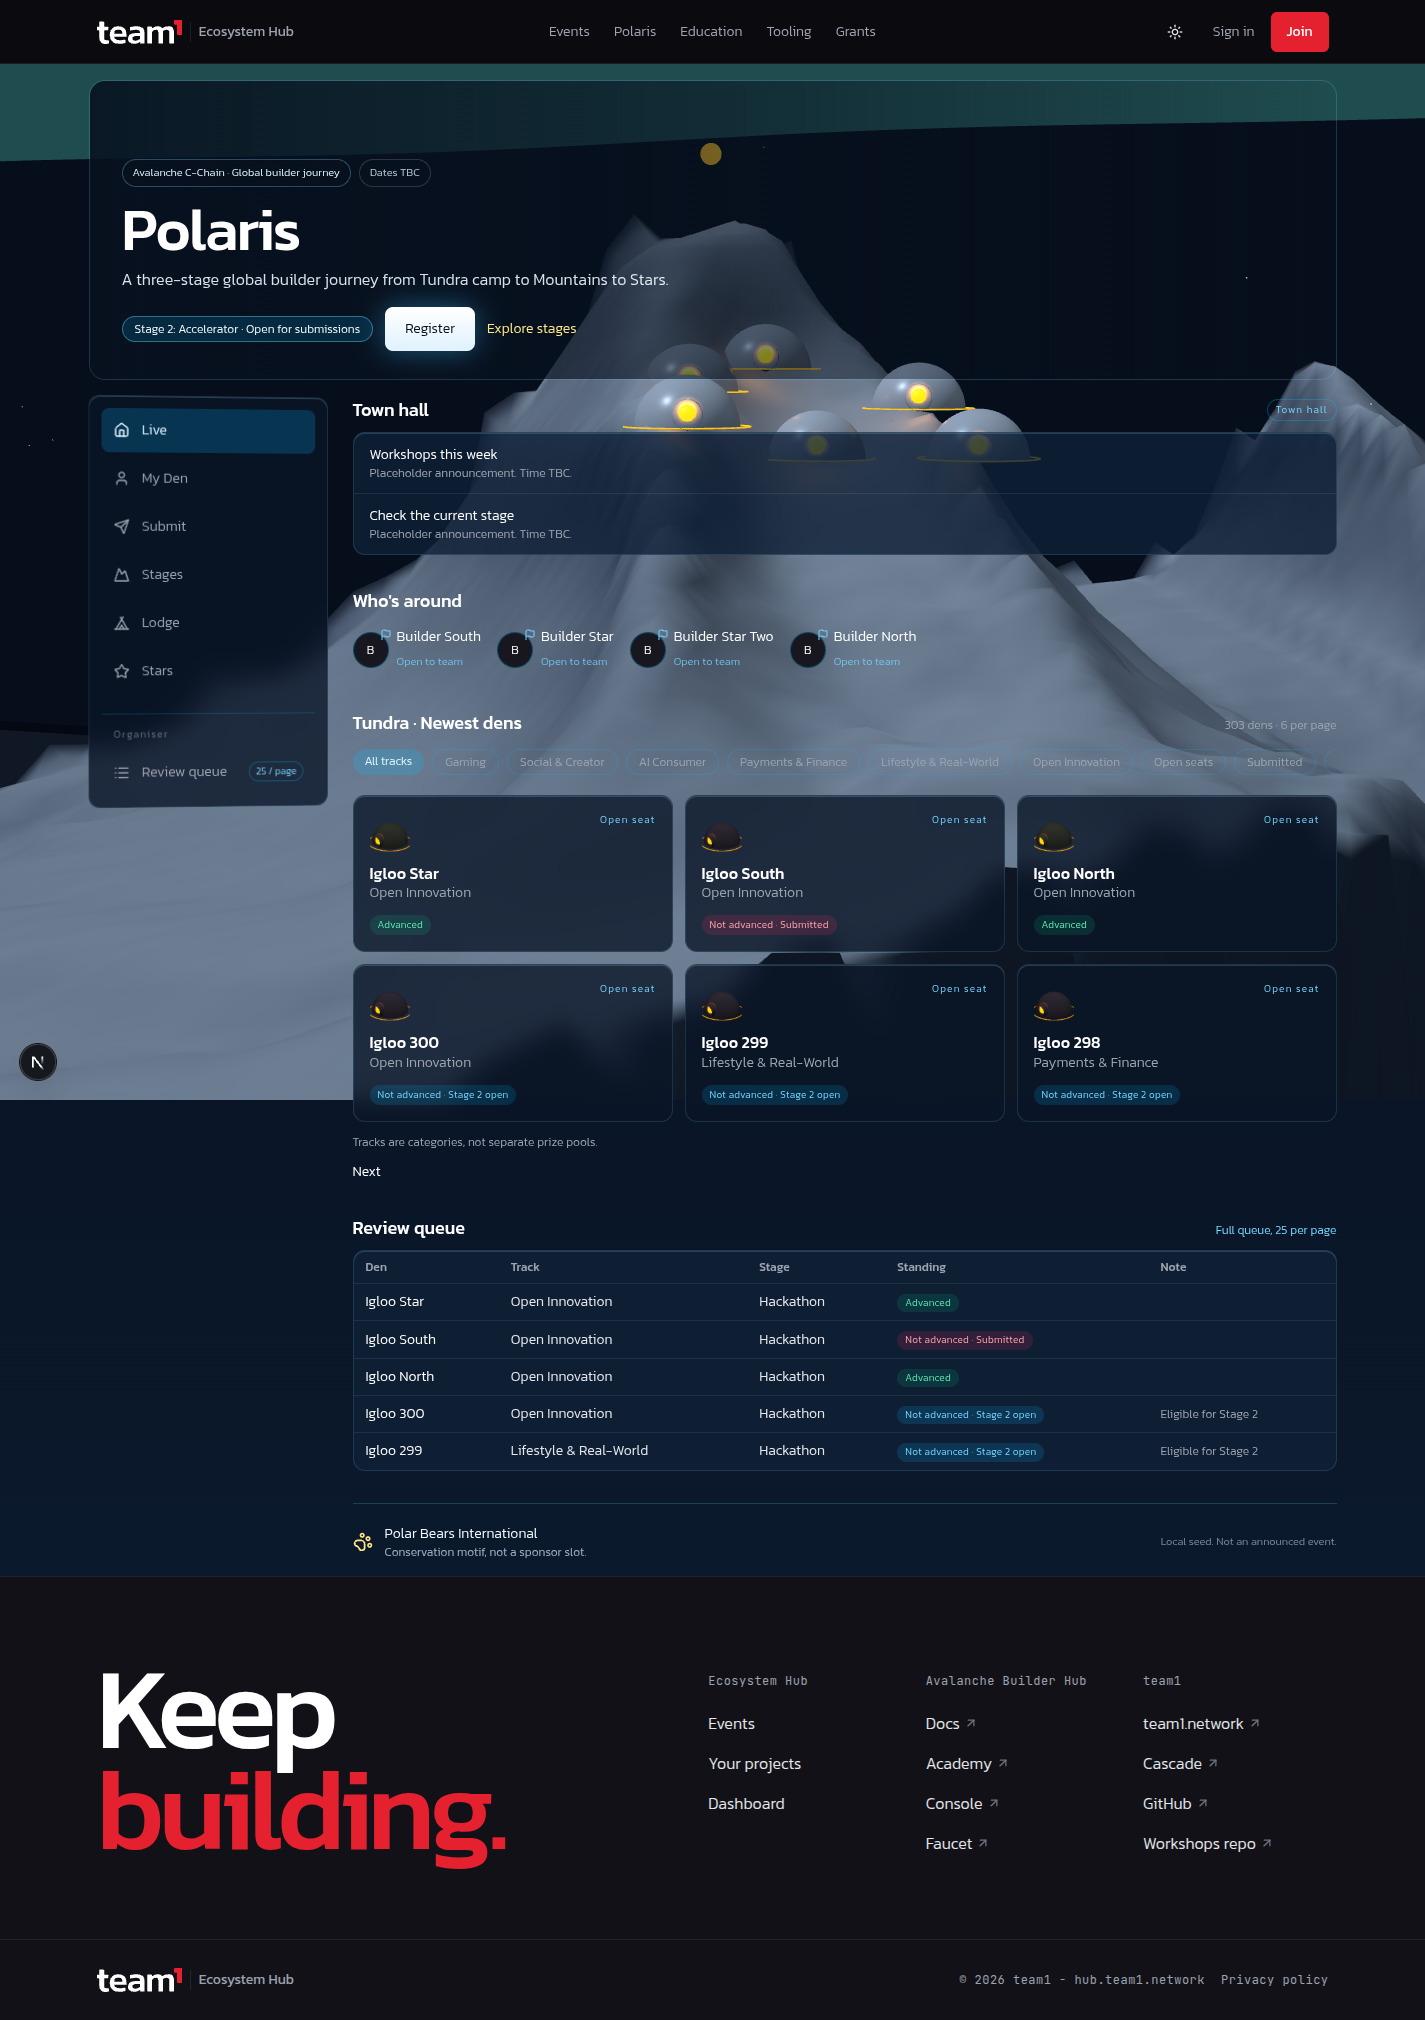 team1 Ecosystem Hub
Events Polaris Education Tooling Grants
Sign in Join
Avalanche C-Chain · Global builder journey Dates TBC
Polaris
A three-stage global builder journey from Tundra camp to Mountains to Stars.
Stage 2: Accelerator · Open for submissions Register Explore stages
Live
My Den
Submit
Stages
Lodge
Stars
Organiser
Review queue 25 / page
Town hall Town hall
Workshops this week
Placeholder announcement. Time TBC.
Check the current stage
Placeholder announcement. Time TBC.
Who's around
B Builder South
Open to team
B Builder Star
Open to team
B Builder Star Two
Open to team
B Builder North
Open to team
Tundra · Newest dens 303 dens · 6 per page
All tracks Gaming Social & Creator AI Consumer Payments & Finance Lifestyle & Real-World Open Innovation Open seats Submitted
Open seat
Igloo Star
Open Innovation
Advanced
Open seat
Igloo South
Open Innovation
Not advanced · Submitted
Open seat
Igloo North
Open Innovation
Advanced
Open seat
Igloo 300
Open Innovation
Not advanced · Stage 2 open
Open seat
Igloo 299
Lifestyle & Real-World
Not advanced · Stage 2 open
Open seat
Igloo 298
Payments & Finance
Not advanced · Stage 2 open
N
Tracks are categories, not separate prize pools.
Next
Review queue Full queue, 25 per page
Den Track Stage Standing Note
Igloo Star Open Innovation Hackathon Advanced
Igloo South Open Innovation Hackathon Not advanced · Submitted
Igloo North Open Innovation Hackathon Advanced
Igloo 300 Open Innovation Hackathon Not advanced · Stage 2 open Eligible for Stage 2
Igloo 299 Lifestyle & Real-World Hackathon Not advanced · Stage 2 open Eligible for Stage 2
Polar Bears International
Conservation motif, not a sponsor slot.
Local seed. Not an announced event.
Keep
building.
Ecosystem Hub
Events
Your projects
Dashboard
Avalanche Builder Hub
Docs
Academy
Console
Faucet
team1
team1.network
Cascade
GitHub
Workshops repo
team1 Ecosystem Hub
© 2026 team1 - hub.team1.network Privacy policy